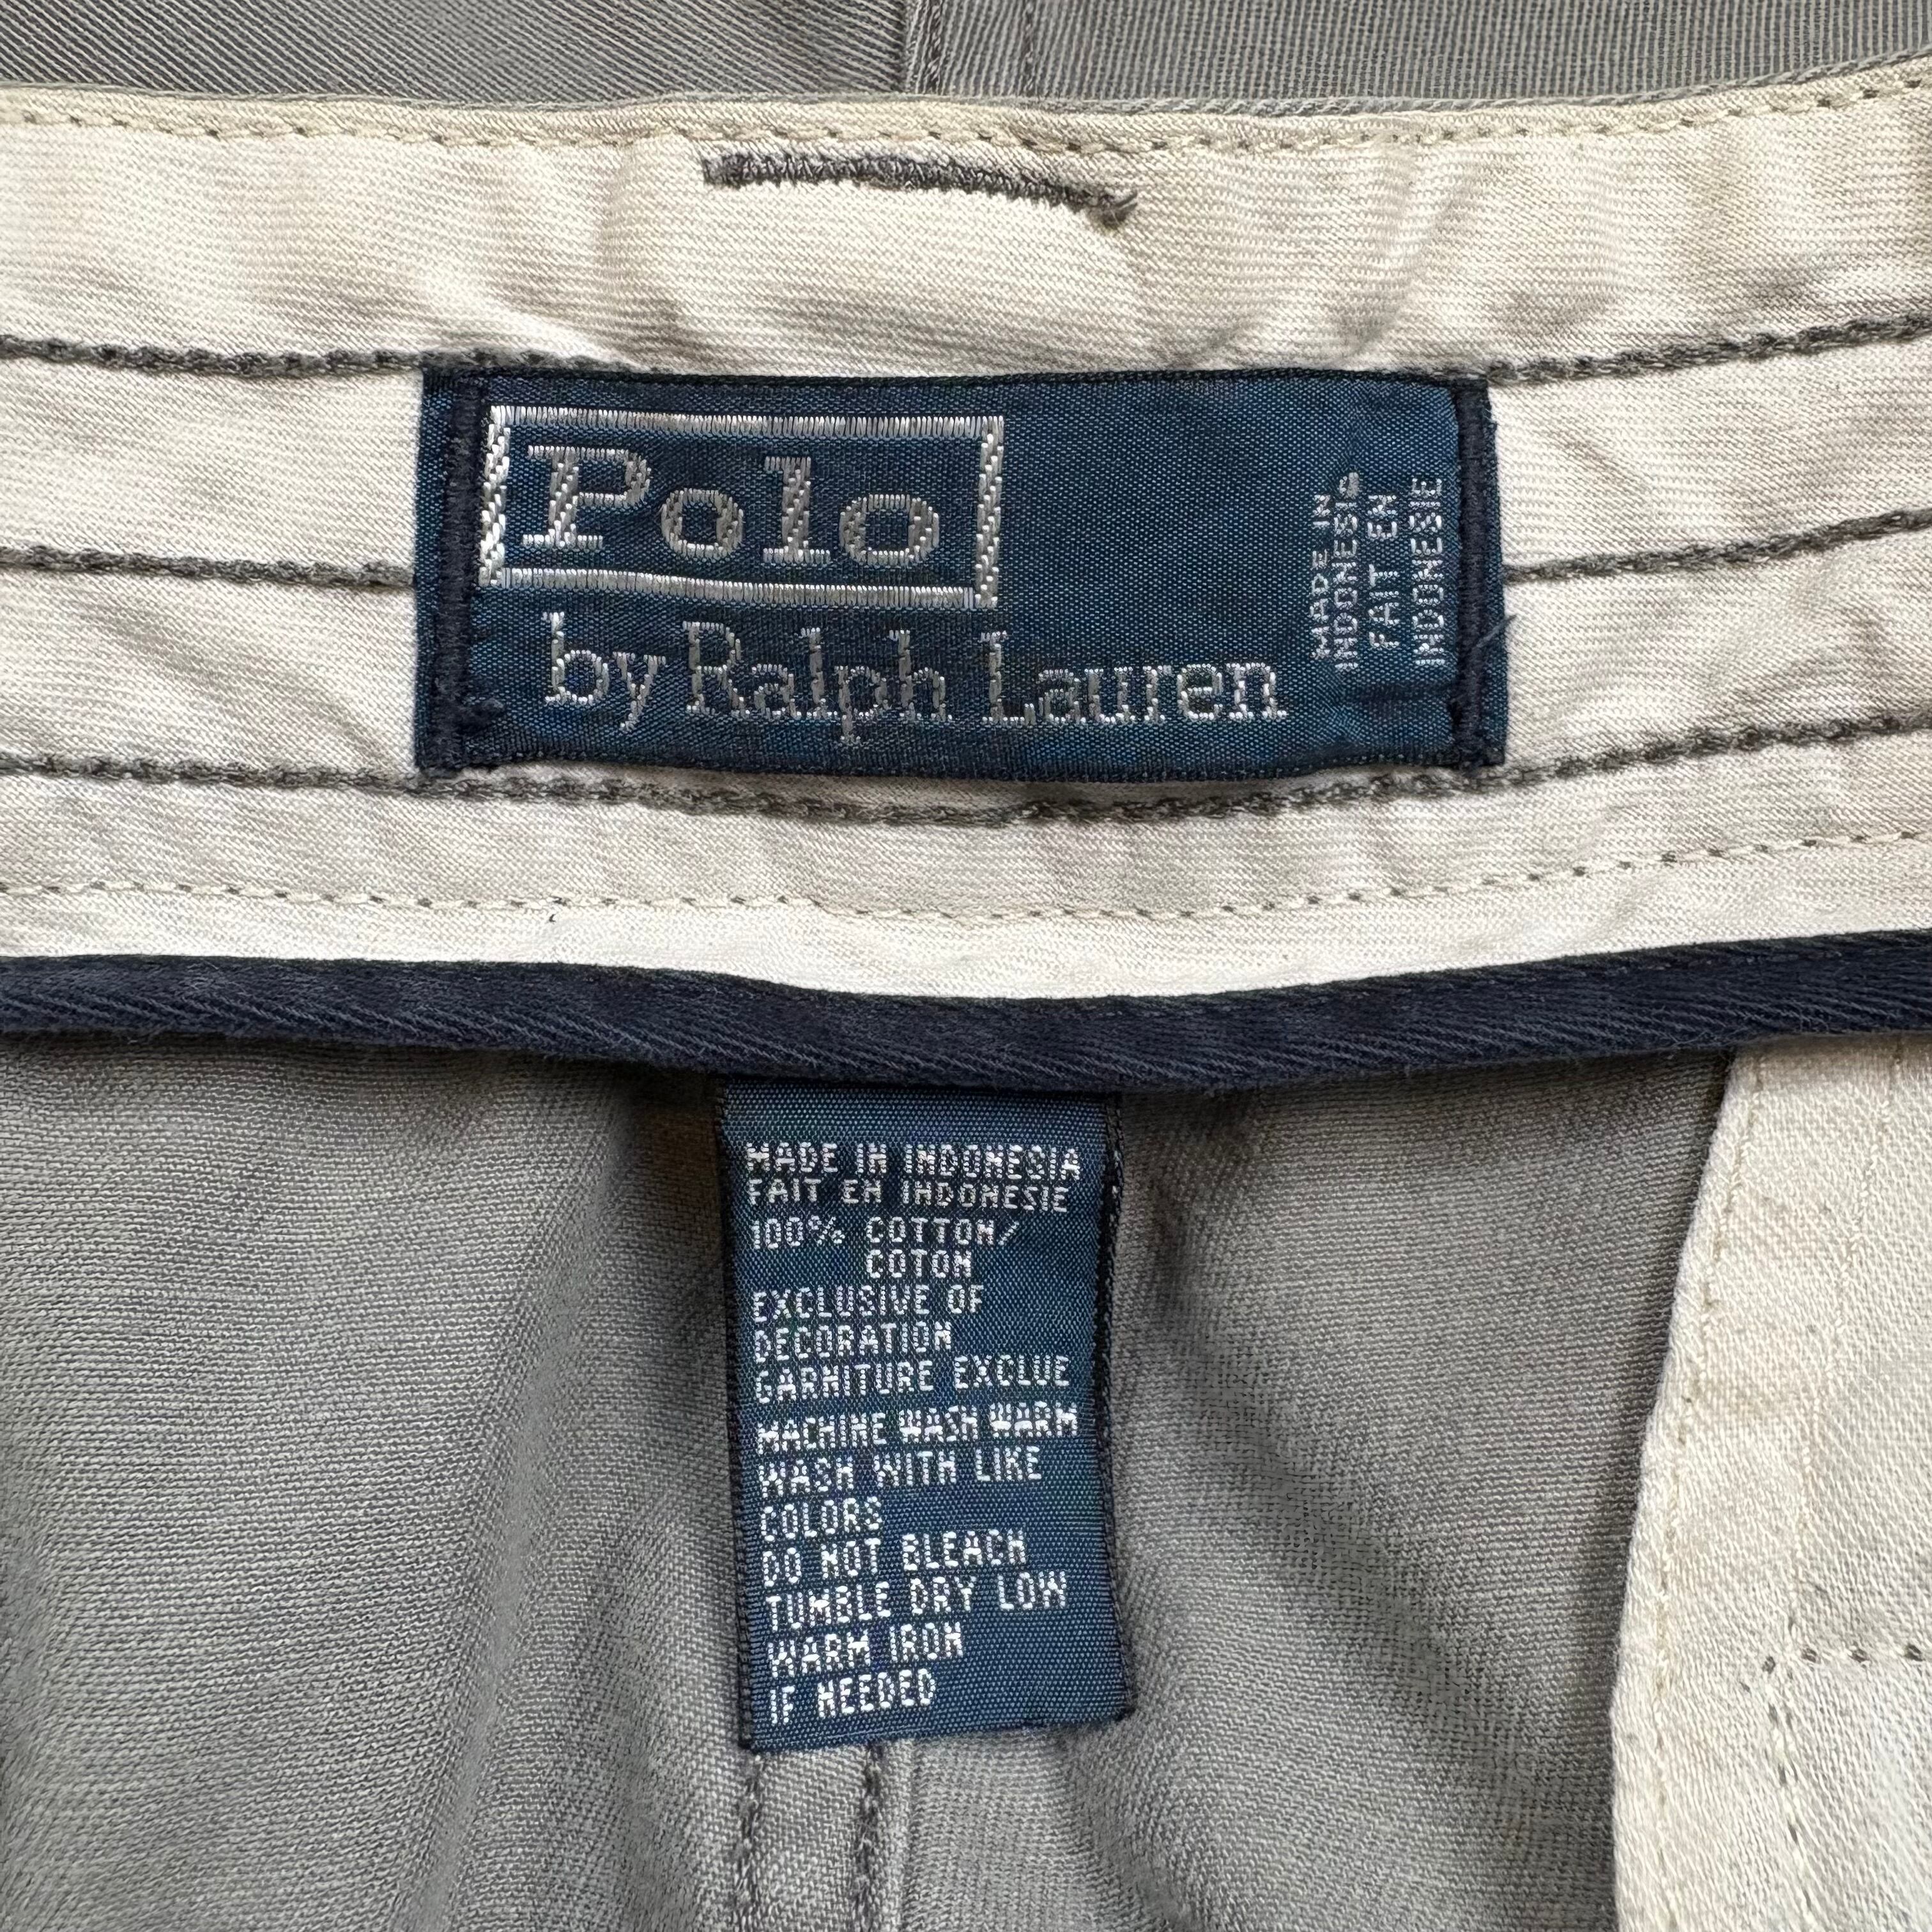 Polo
by Ralph Lauren
MADE IN
INDONESIA
FAIT EN
INDONESIE
MADE IN INDONESIA
FAIT EN INDONESIE
100% COTTON/
COTON
EXCLUSIVE OF
DECORATION
GARNITURE EXCLUE
MACHINE WASH WARM
WASH WITH LIKE
COLORS
DO NOT BLEACH
TUMBLE DRY LOW
WARM IRON
IF NEEDED